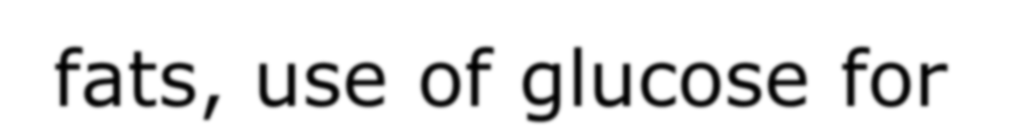 fats, use of glucose for